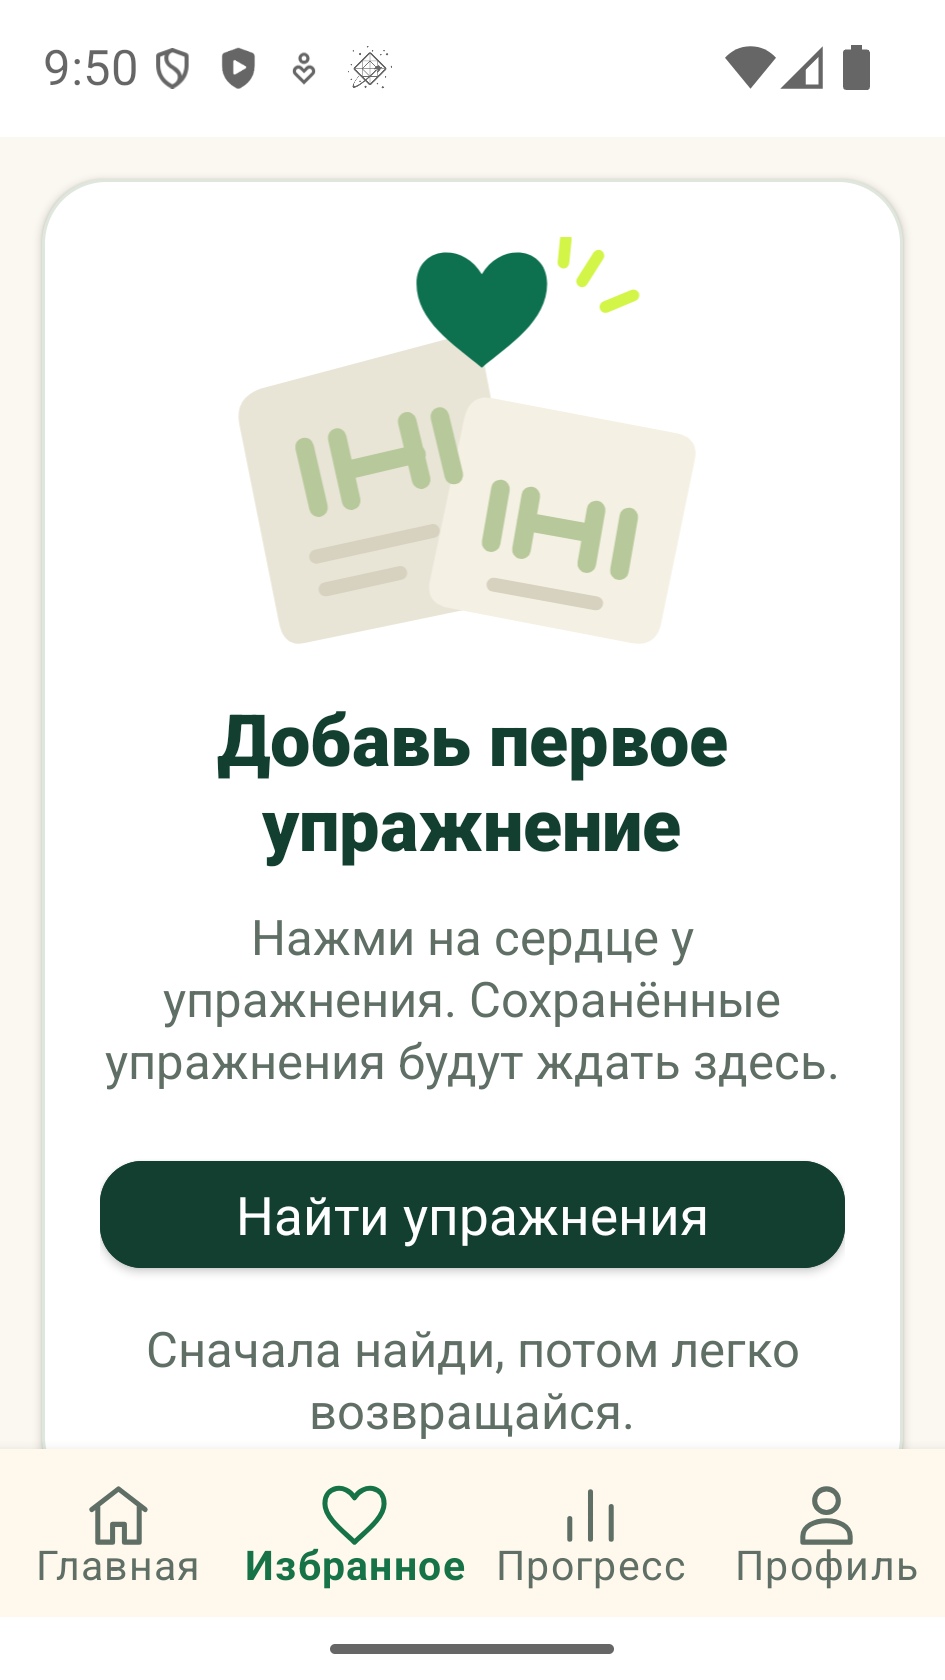 9:50
Добавь первое
упражнение
Нажми на сердце у
упражнения. Сохранённые
упражнения будут ждать здесь.
Найти упражнения
Сначала найди, потом легко
возвращайся.
Главная
Избранное
Прогресс
Профиль